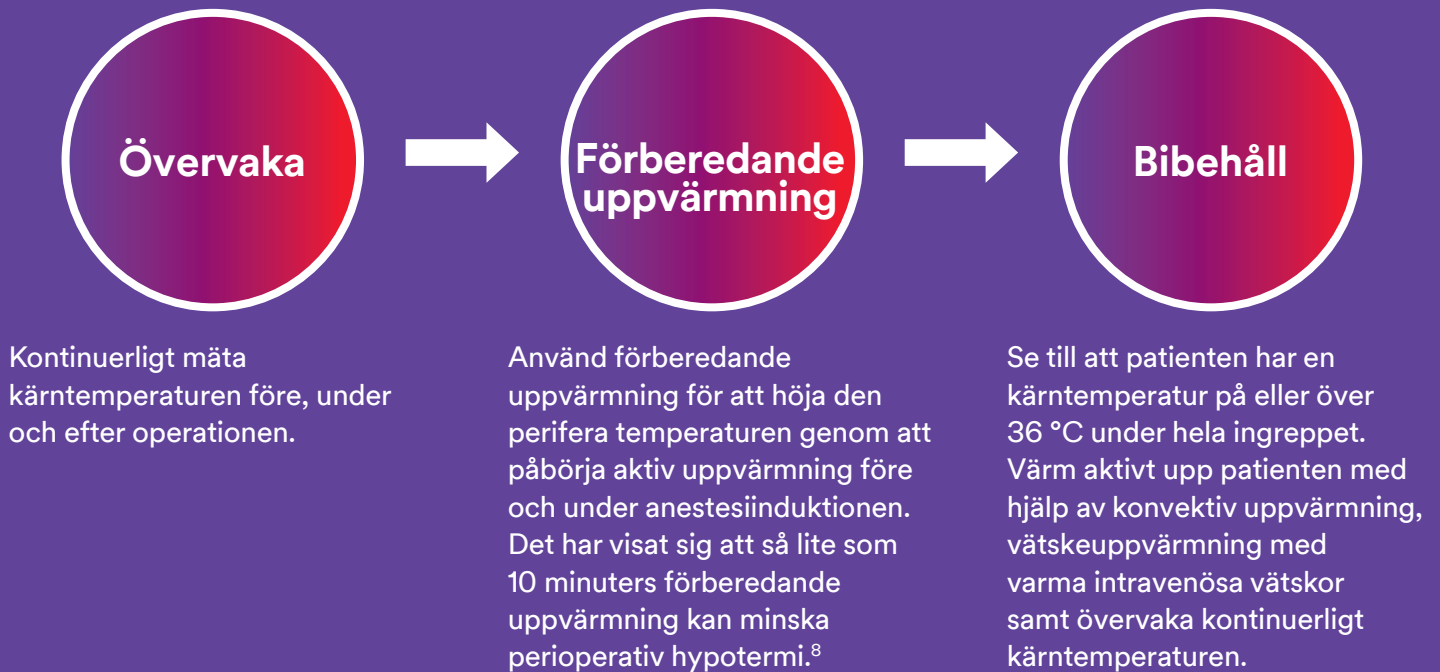 Övervaka
Förberedande
uppvärmning
Bibehåll
Kontinuerligt mäta
kärntemperaturen före, under
och efter operationen.
Använd förberedande
uppvärmning för att höja den
perifera temperaturen genom att
påbörja aktiv uppvärmning före
och under anestesiinduktionen.
Det har visat sig att så lite som
10 minuters förberedande
uppvärmning kan minska
perioperativ hypotermi.⁸
Se till att patienten har en
kärntemperatur på eller över
36 °C under hela ingreppet.
Värm aktivt upp patienten med
hjälp av konvektiv uppvärmning,
vätskeuppvärmning med
varma intravenösa vätskor
samt övervaka kontinuerligt
kärntemperaturen.